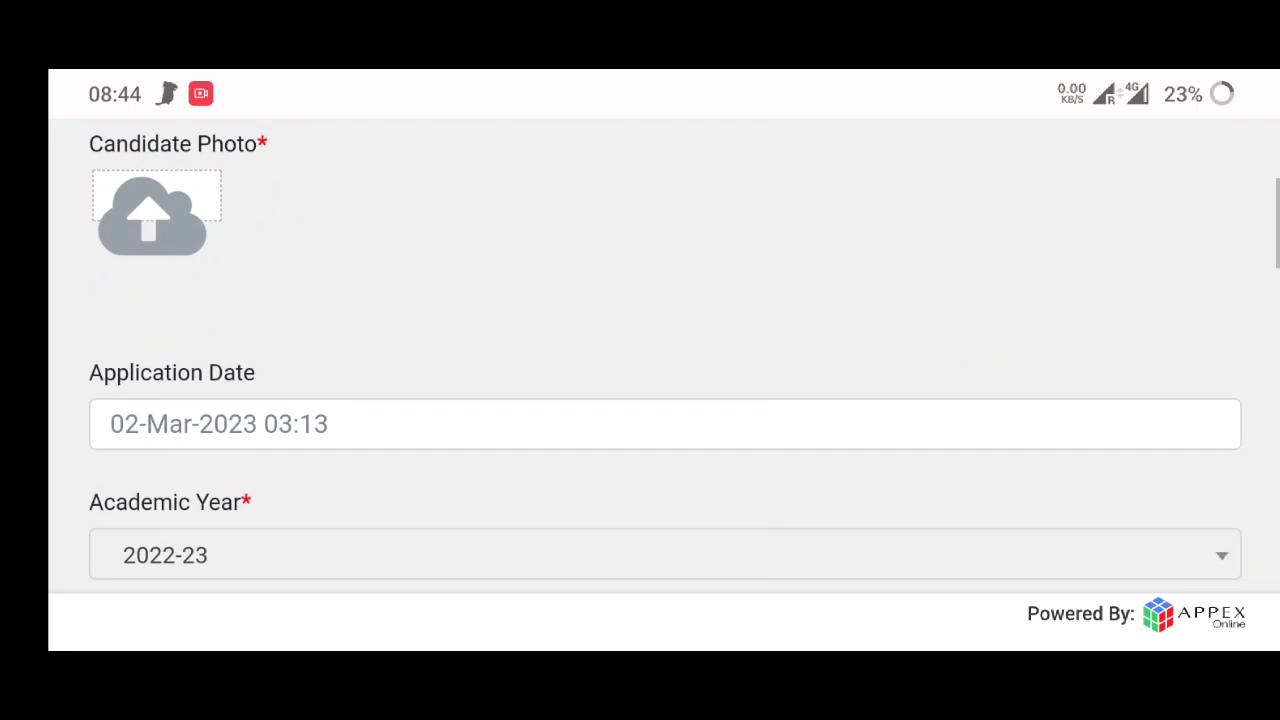 08:44
0.00 KB/S R 4G 23%
Candidate Photo*
Application Date
02-Mar-2023 03:13
Academic Year*
2022-23
Powered By: APPEX Online